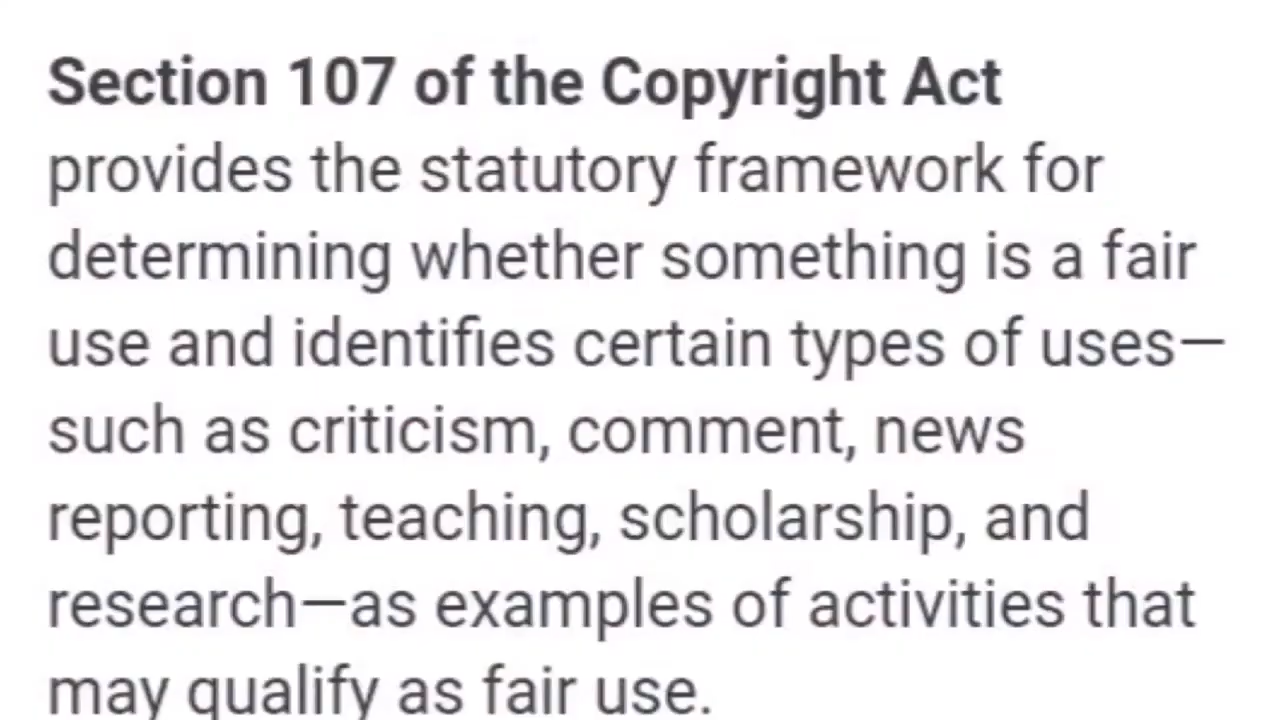 Section 107 of the Copyright Act
provides the statutory framework for
determining whether something is a fair
use and identifies certain types of uses—
such as criticism, comment, news
reporting, teaching, scholarship, and
research—as examples of activities that
may qualify as fair use.